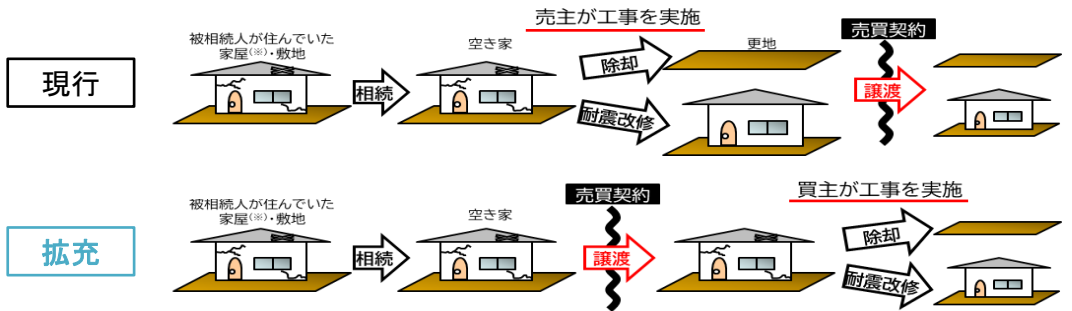 現行
被相続人が住んでいた
家屋(※)・敷地
相続
空き家
売主が工事を実施
除却
耐震改修
更地
売買契約
譲渡
拡充
被相続人が住んでいた
家屋(※)・敷地
相続
空き家
売買契約
譲渡
買主が工事を実施
除却
耐震改修